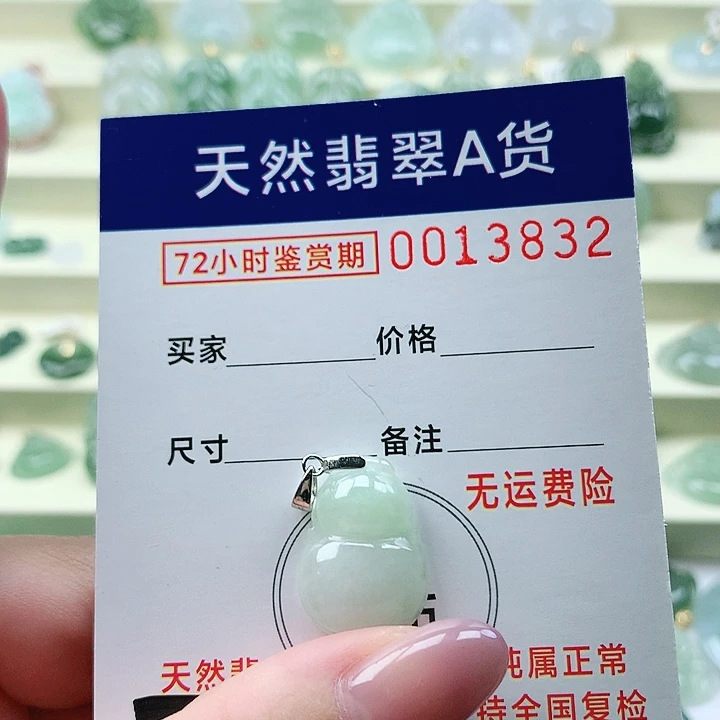 天然翡翠A货
72小时鉴赏期 0013832
买家 价格
尺寸 备注
无运费险
天然翡 纯属正常
持全国复检